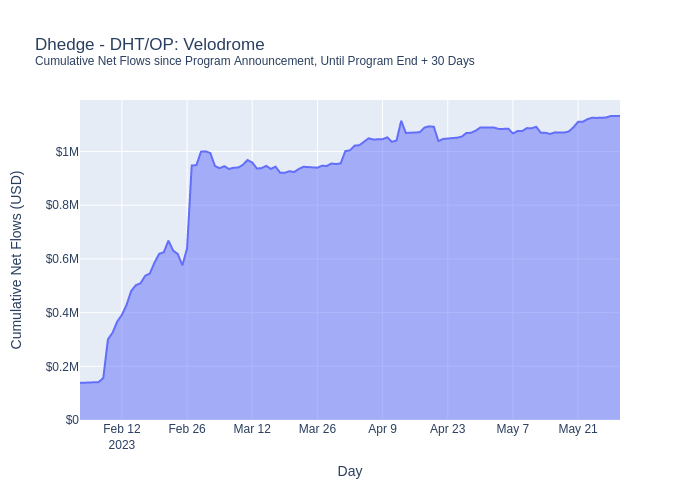 Dhedge - DHT/OP: Velodrome
Cumulative Net Flows since Program Announcement, Until Program End + 30 Days
Cumulative Net Flows (USD)
$1M
$0.8M
$0.6M
$0.4M
$0.2M
$0
Feb 12 Feb 26 Mar 12 Mar 26 Apr 9 Apr 23 May 7 May 21
2023
Day